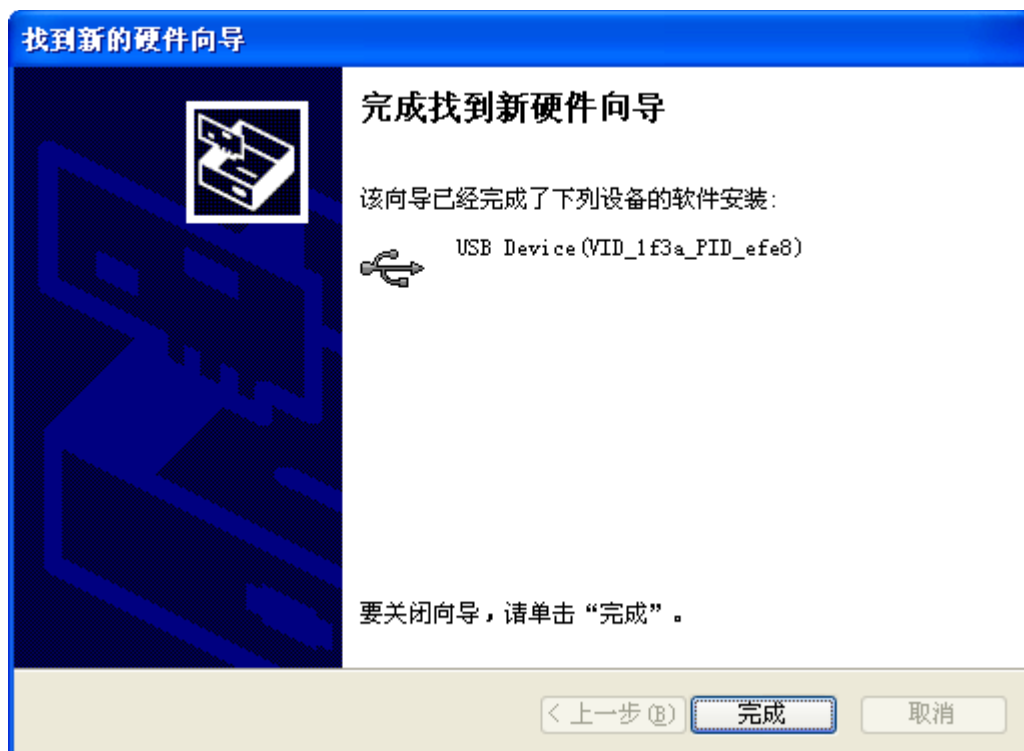 找到新的硬件向导
完成找到新硬件向导
该向导已经完成了下列设备的软件安装:
USB Device(VID_1f3a_PID_efe8)
要关闭向导，请单击“完成”。
< 上一步(B)
完成
取消